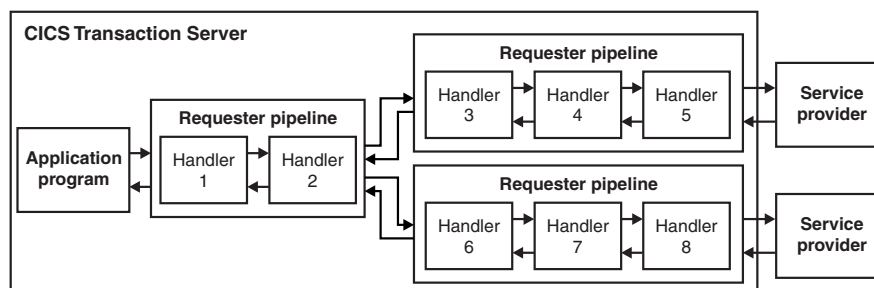 CICS Transaction Server
Application
program
Requester pipeline
Handler
1
Handler
2
Requester pipeline
Handler
3
Handler
4
Handler
5
Service
provider
Requester pipeline
Handler
6
Handler
7
Handler
8
Service
provider